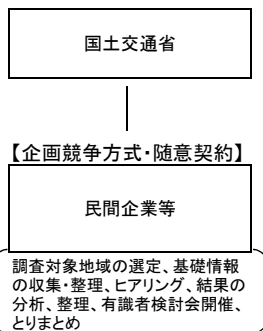 国土交通省
【企画競争方式・随意契約】
民間企業等
調査対象地域の選定、基礎情報
の収集・整理、ヒアリング、結果の
分析、整理、有識者検討会開催、
とりまとめ